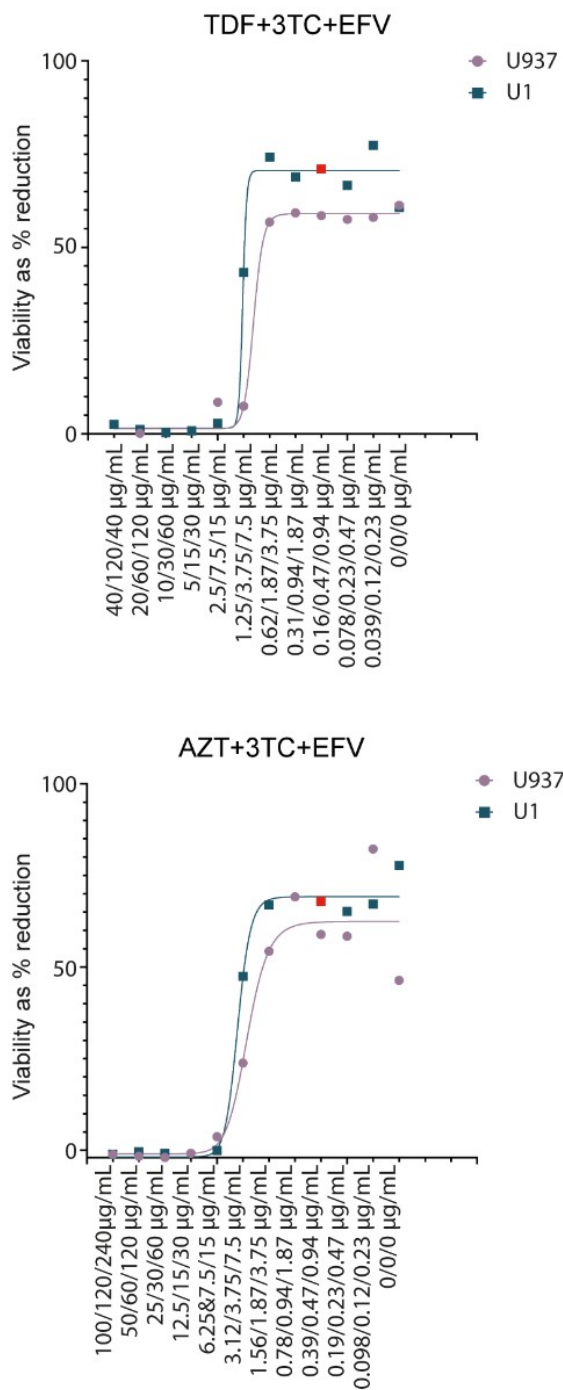 TDF+3TC+EFV
U937
U1
Viability as % reduction
100
50
0
40/120/40 µg/mL
20/60/120 µg/mL
10/30/60 µg/mL
5/15/30 µg/mL
2.5/7.5/15 µg/mL
1.25/3.75/7.5 µg/mL
0.62/1.87/3.75 µg/mL
0.31/0.94/1.87 µg/mL
0.16/0.47/0.94 µg/mL
0.078/0.23/0.47 µg/mL
0.039/0.12/0.23 µg/mL
0/0/0 µg/mL
AZT+3TC+EFV
U937
U1
Viability as % reduction
100
50
0
100/120/240µg/mL
50/60/120 µg/mL
25/30/60 µg/mL
12.5/15/30 µg/mL
6.25&7.5/15 µg/mL
3.12/3.75/7.5 µg/mL
1.56/1.87/3.75 µg/mL
0.78/0.94/1.87 µg/mL
0.39/0.47/0.94 µg/mL
0.19/0.23/0.47 µg/mL
0.098/0.12/0.23 µg/mL
0/0/0 µg/mL